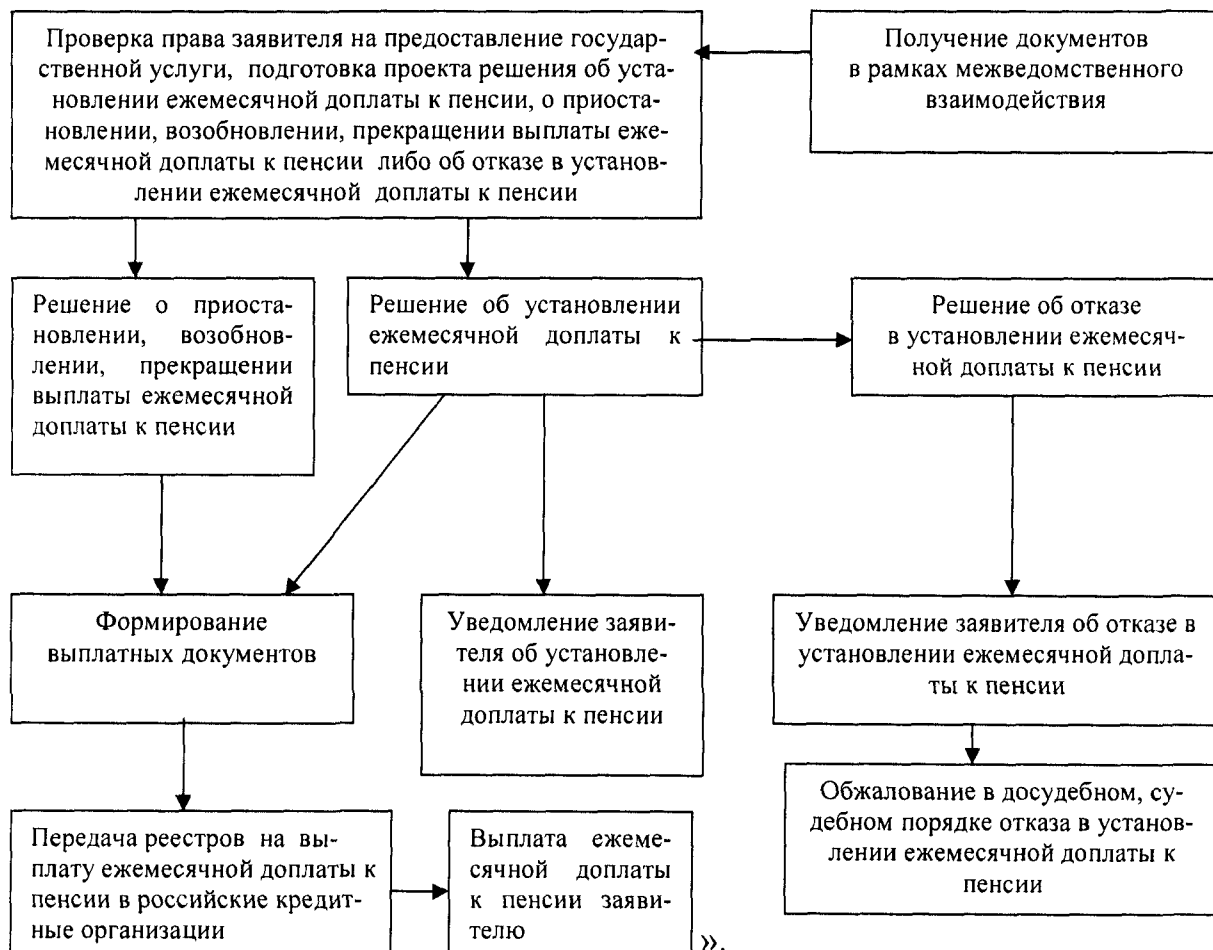 Проверка права заявителя на предоставление государ-
ственной услуги, подготовка проекта решения об уста-
новлении ежемесячной доплаты к пенсии, о приоста-
новлении, возобновлении, прекращении выплаты еже-
месячной доплаты к пенсии либо об отказе в установ-
лении ежемесячной доплаты к пенсии
Получение документов
в рамках межведомственного
взаимодействия
Решение о приоста-
новлении, возобнов-
лении, прекращении
выплаты ежемесячной
доплаты к пенсии
Решение об установлении
ежемесячной доплаты к
пенсии
Решение об отказе
в установлении ежемесяч-
ной доплаты к пенсии
Формирование
выплатных документов
Уведомление заяви-
теля об установле-
нии ежемесячной
доплаты к пенсии
Уведомление заявителя об отказе в
установлении ежемесячной допла-
ты к пенсии
Обжалование в досудебном, су-
дебном порядке отказа в установ-
лении ежемесячной доплаты к
пенсии
Передача реестров на вы-
плату ежемесячной доплаты к
пенсии в российские кредит-
ные организации
Выплата ежеме-
сячной доплаты
к пенсии заяви-
телю
».